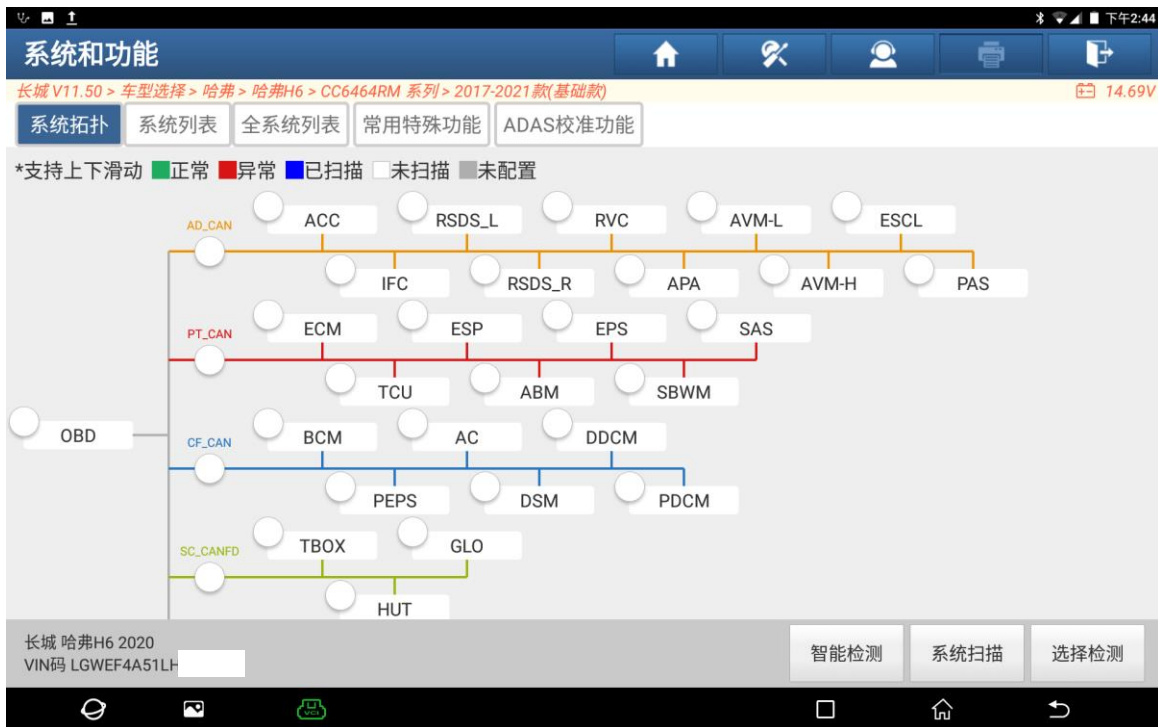 下午2:44
系统和功能
长城 V11.50 > 车型选择 > 哈弗 > 哈弗H6 > CC6464RM 系列 > 2017-2021款(基础款)
14.69V
系统拓扑 系统列表 全系统列表 常用特殊功能 ADAS校准功能
*支持上下滑动 正常 异常 已扫描 未扫描 未配置
AD_CAN ACC RSDS_L RVC AVM-L ESCL
IFC RSDS_R APA AVM-H PAS
PT_CAN ECM ESP EPS SAS
TCU ABM SBWM
OBD
CF_CAN BCM AC DDCM
PEPS DSM PDCM
SC_CANFD TBOX GLO
HUT
长城 哈弗H6 2020
VIN码 LGWEF4A51LH
智能检测 系统扫描 选择检测
VCI